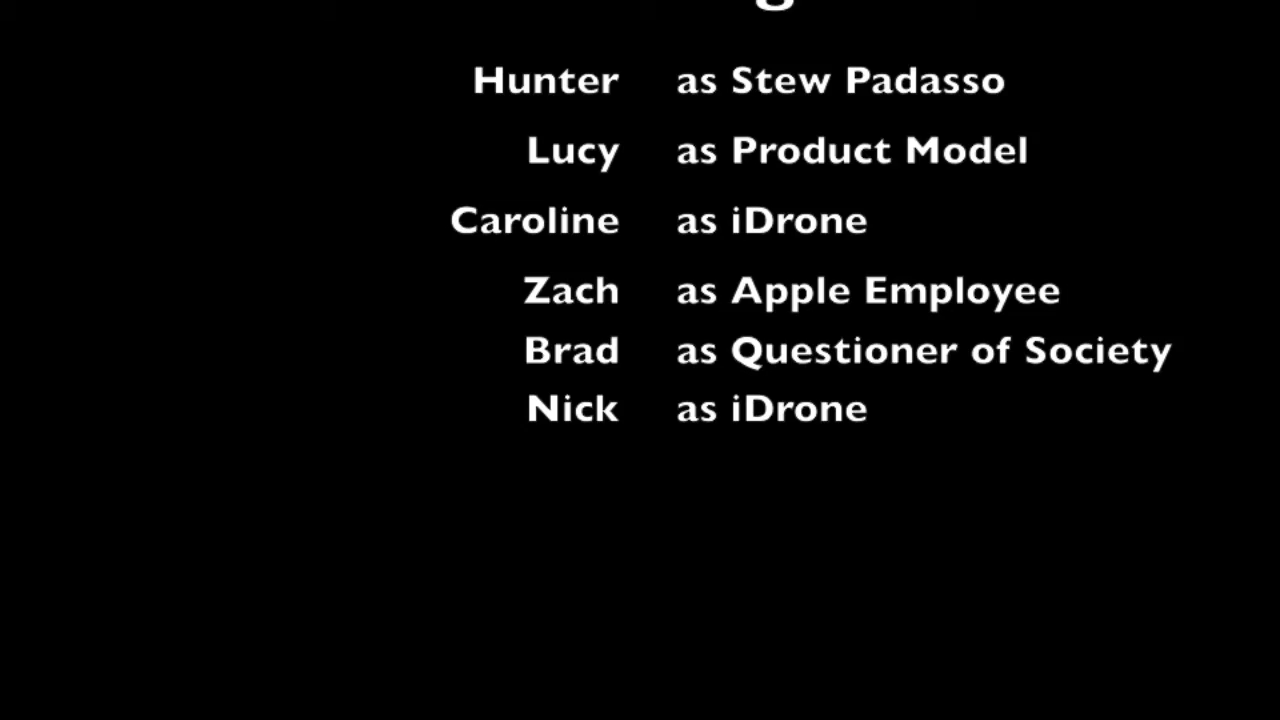 Hunter as Stew Padasso
Lucy as Product Model
Caroline as iDrone
Zach as Apple Employee
Brad as Questioner of Society
Nick as iDrone